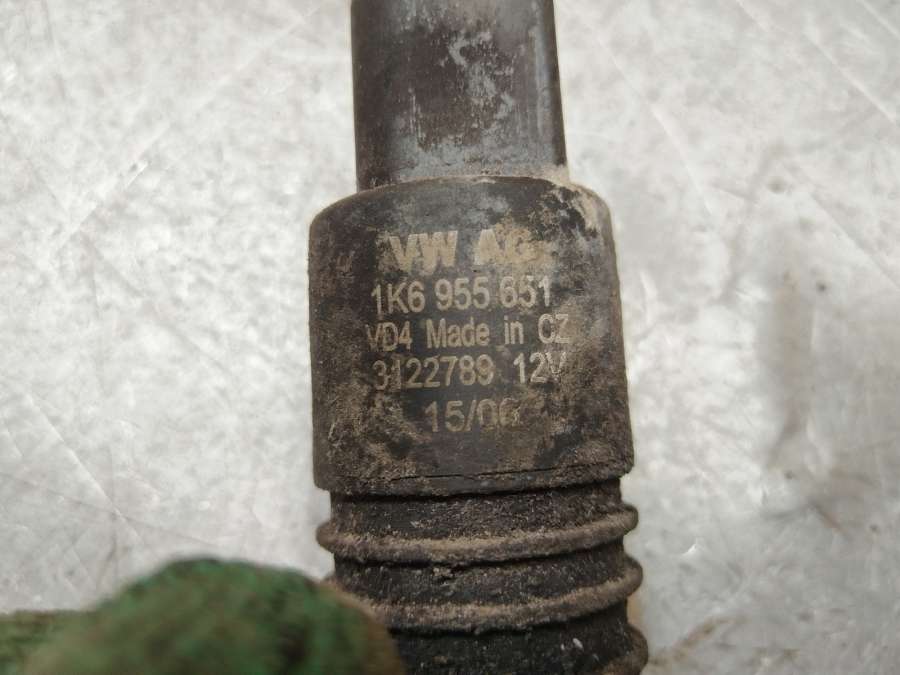 VW AG
1K6 955 651
VD4 Made in CZ
3122789 12V
15/06